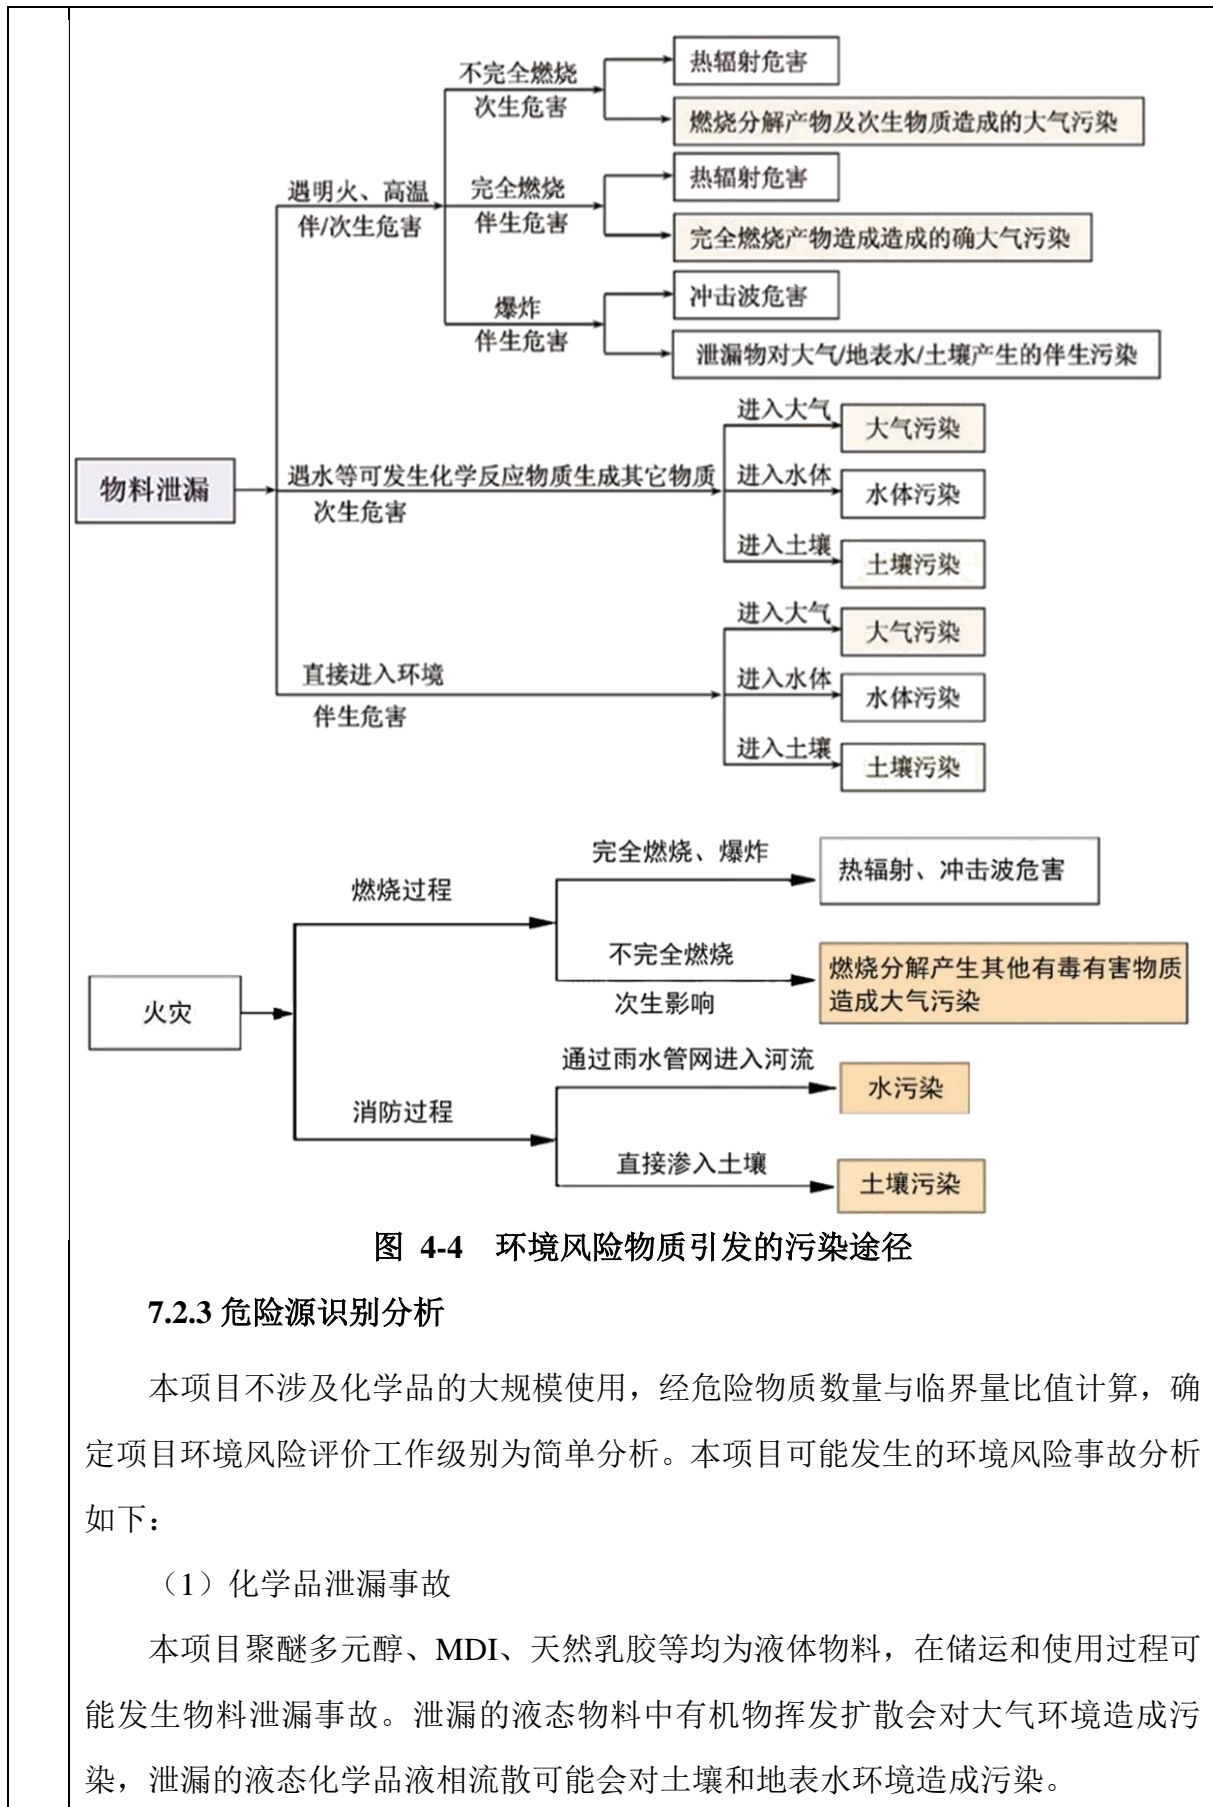 热辐射危害
不完全燃烧
次生危害
燃烧分解产物及次生物质造成的大气污染
遇明火、高温
伴/次生危害
完全燃烧
伴生危害
热辐射危害
完全燃烧产物造成造成的确大气污染
爆炸
伴生危害
冲击波危害
泄漏物对大气/地表水/土壤产生的伴生污染
物料泄漏
遇水等可发生化学反应物质生成其它物质
次生危害
进入大气
大气污染
进入水体
水体污染
进入土壤
土壤污染
直接进入环境
伴生危害
进入大气
大气污染
进入水体
水体污染
进入土壤
土壤污染
火灾
燃烧过程
完全燃烧、爆炸
热辐射、冲击波危害
不完全燃烧
次生影响
燃烧分解产生其他有毒有害物质
造成大气污染
消防过程
通过雨水管网进入河流
水污染
直接渗入土壤
土壤污染
图 4-4 环境风险物质引发的污染途径
7.2.3 危险源识别分析
本项目不涉及化学品的大规模使用，经危险物质数量与临界量比值计算，确
定项目环境风险评价工作级别为简单分析。本项目可能发生的环境风险事故分析
如下：
（1）化学品泄漏事故
本项目聚醚多元醇、MDI、天然乳胶等均为液体物料，在储运和使用过程可
能发生物料泄漏事故。泄漏的液态物料中有机物挥发扩散会对大气环境造成污
染，泄漏的液态化学品液相流散可能会对土壤和地表水环境造成污染。